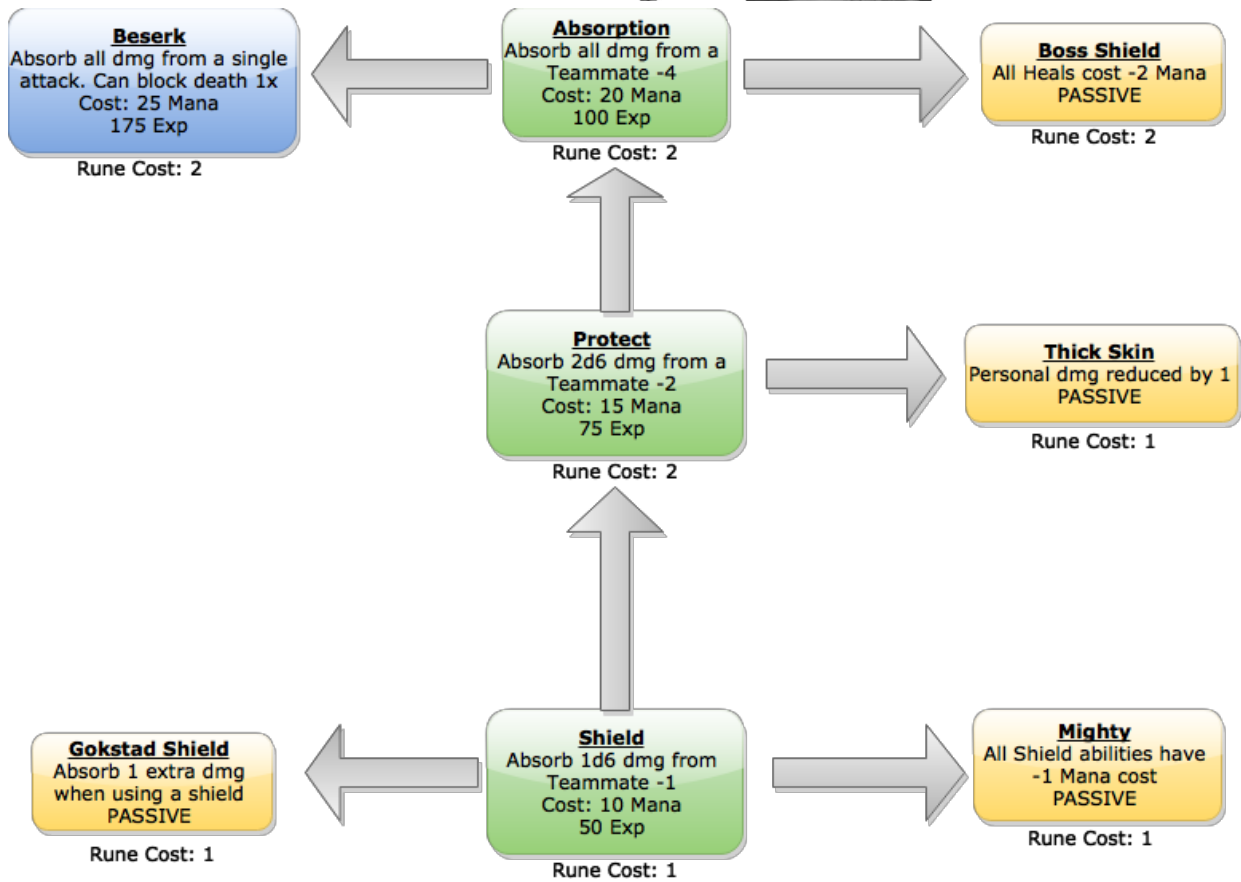 Beserk
Absorb all dmg from a single
attack. Can block death 1x
Cost: 25 Mana
175 Exp
Rune Cost: 2
Absorption
Absorb all dmg from a
Teammate -4
Cost: 20 Mana
100 Exp
Rune Cost: 2
Boss Shield
All Heals cost -2 Mana
PASSIVE
Rune Cost: 2
Protect
Absorb 2d6 dmg from a
Teammate -2
Cost: 15 Mana
75 Exp
Rune Cost: 2
Thick Skin
Personal dmg reduced by 1
PASSIVE
Rune Cost: 1
Gokstad Shield
Absorb 1 extra dmg
when using a shield
PASSIVE
Rune Cost: 1
Shield
Absorb 1d6 dmg from
Teammate -1
Cost: 10 Mana
50 Exp
Rune Cost: 1
Mighty
All Shield abilities have
-1 Mana cost
PASSIVE
Rune Cost: 1